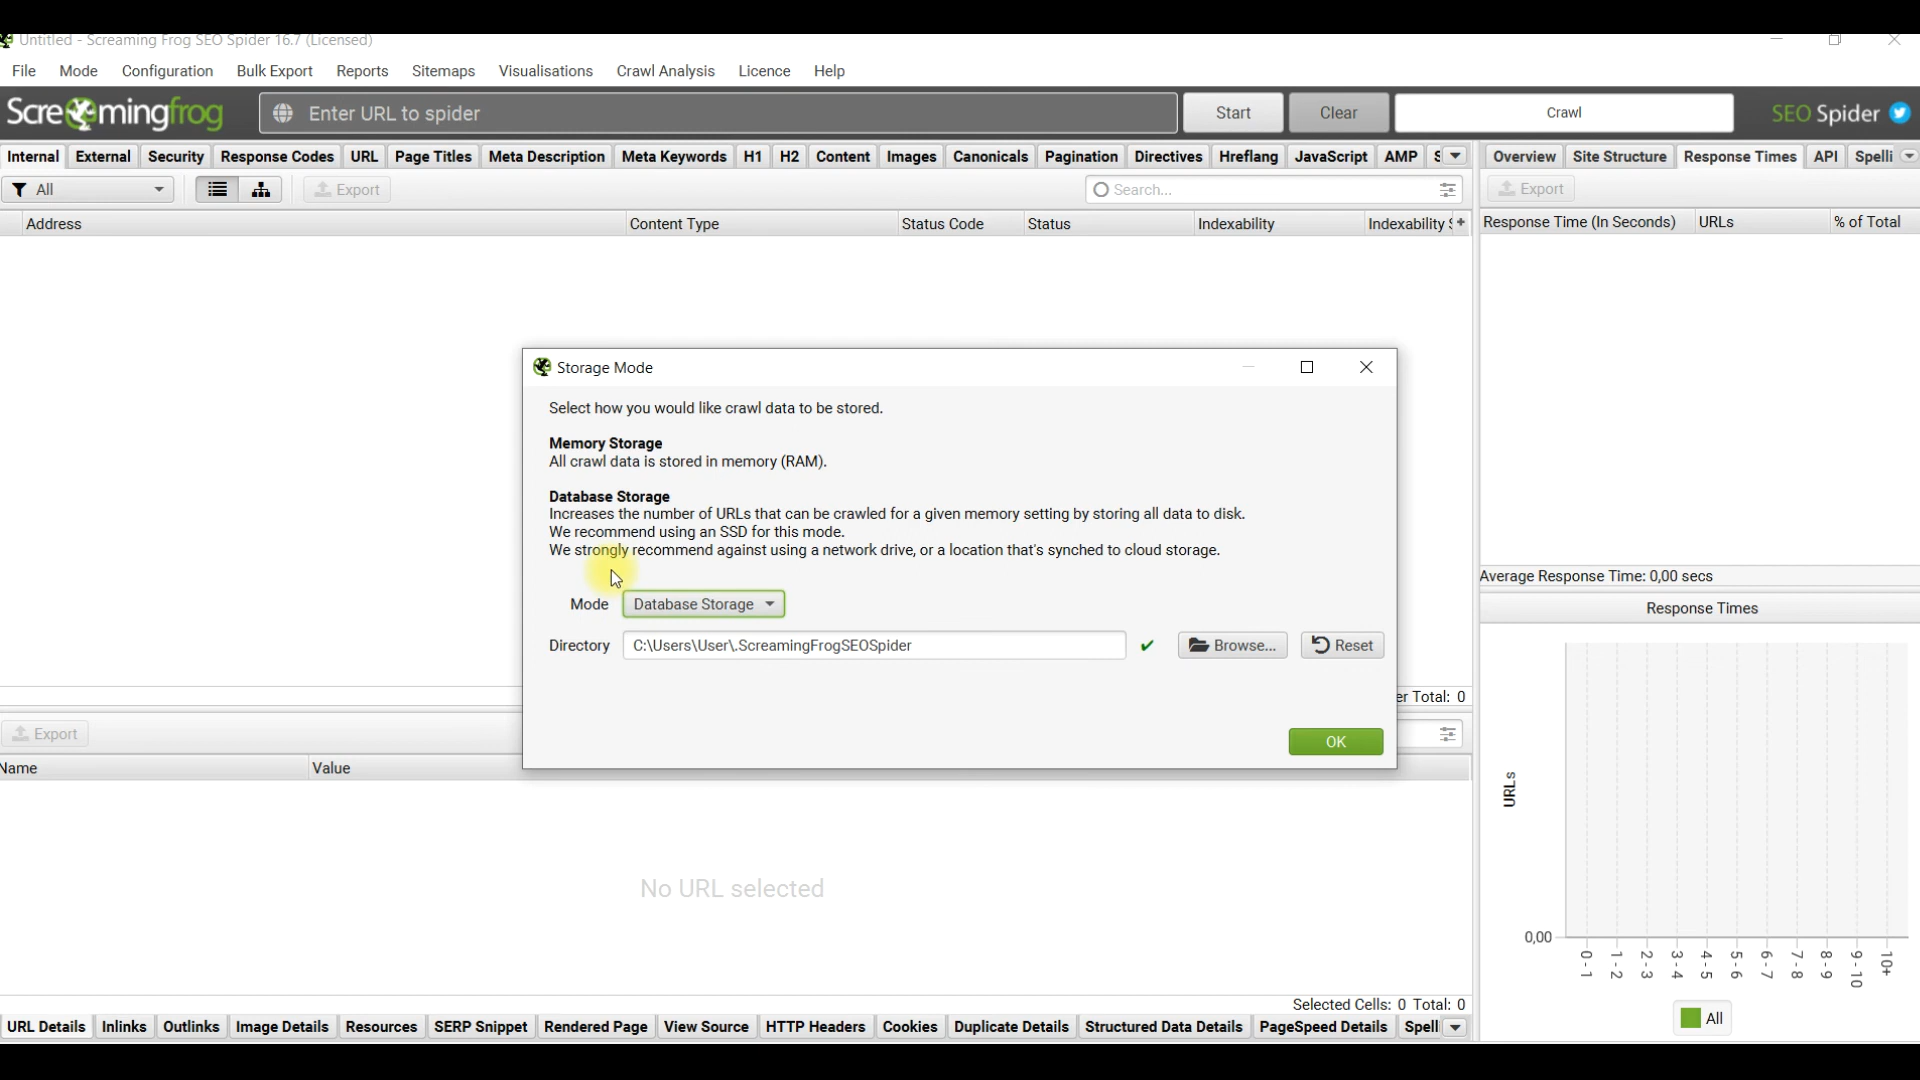 Untitled - Screaming Frog SEO Spider 16.7 (Licensed)
File Mode Configuration Bulk Export Reports Sitemaps Visualisations Crawl Analysis Licence Help
Screamingfrog Enter URL to spider Start Clear Crawl SEO Spider
Internal External Security Response Codes URL Page Titles Meta Description Meta Keywords H1 H2 Content Images Canonicals Pagination Directives Hreflang JavaScript AMP S
Overview Site Structure Response Times API Spelli
All Export Search...
Export
Address Content Type Status Code Status Indexability Indexability S +
Response Time (In Seconds) URLs % of Total
Storage Mode
Select how you would like crawl data to be stored.
Memory Storage
All crawl data is stored in memory (RAM).
Database Storage
Increases the number of URLs that can be crawled for a given memory setting by storing all data to disk.
We recommend using an SSD for this mode.
We strongly recommend against using a network drive, or a location that's synched to cloud storage.
Mode Database Storage
Directory C:\Users\User\.ScreamingFrogSEOSpider Browse... Reset
OK
er Total: 0
Export
Name Value
No URL selected
Selected Cells: 0 Total: 0
URL Details Inlinks Outlinks Image Details Resources SERP Snippet Rendered Page View Source HTTP Headers Cookies Duplicate Details Structured Data Details PageSpeed Details Spell
Average Response Time: 0,00 secs
Response Times
URLs
0,00
0 - 1
1 - 2
2 - 3
3 - 4
4 - 5
5 - 6
6 - 7
7 - 8
8 - 9
9 - 10
10+
All